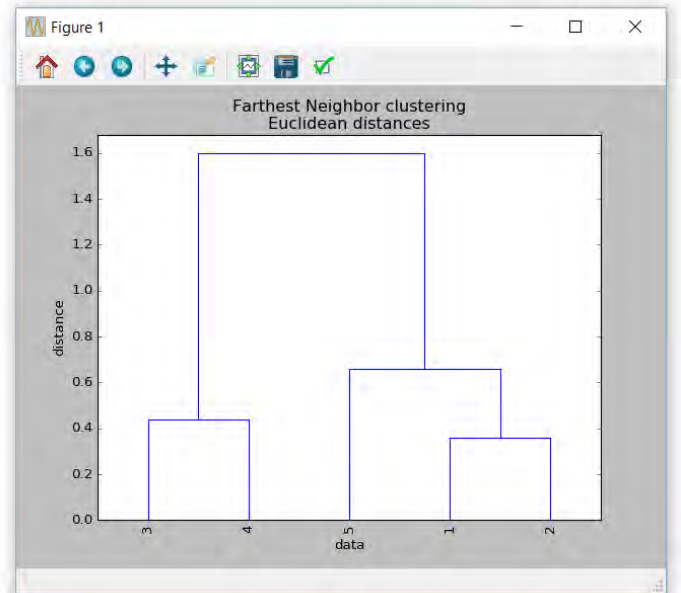 Figure 1
Farthest Neighbor clustering
Euclidean distances
1.6
1.4
1.2
1.0
0.8
0.6
0.4
0.2
0.0
distance
3 4 5 1 2
data